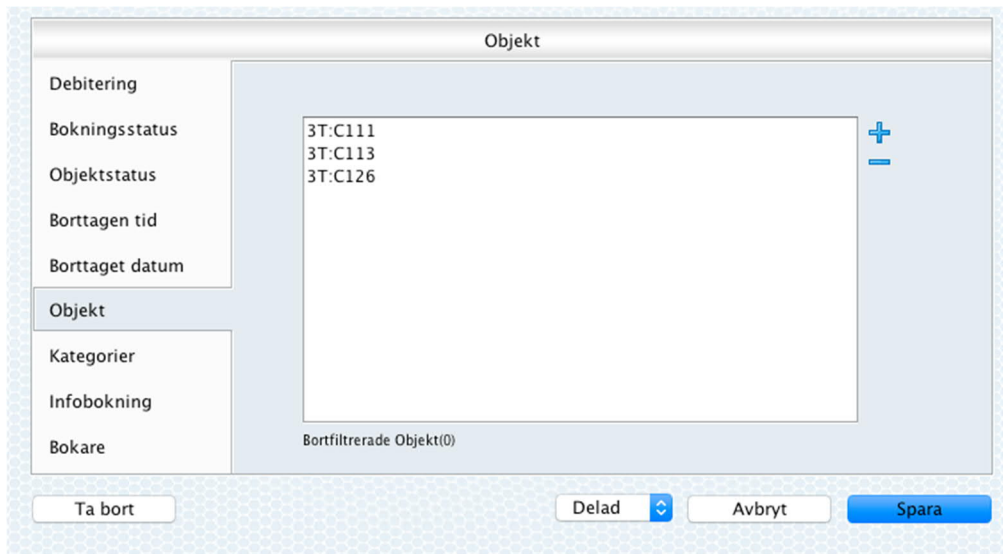 Objekt
Debitering
Bokningsstatus
Objektstatus
Borttagen tid
Borttaget datum
Objekt
Kategorier
Infobokning
Bokare
3T:C111
3T:C113
3T:C126
Bortfiltrerade Objekt(0)
Ta bort
Delad
Avbryt
Spara